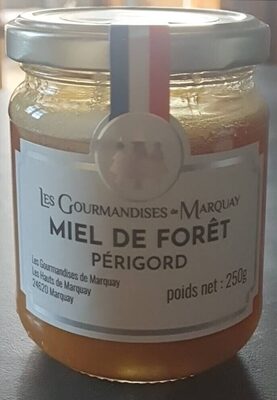 LES GOURMANDISES de MARQUAY
MIEL DE FORÊT
PÉRIGORD
Les Gourmandises de Marquay
Les Hauts de Marquay
24620 Marquay
poids net : 250g